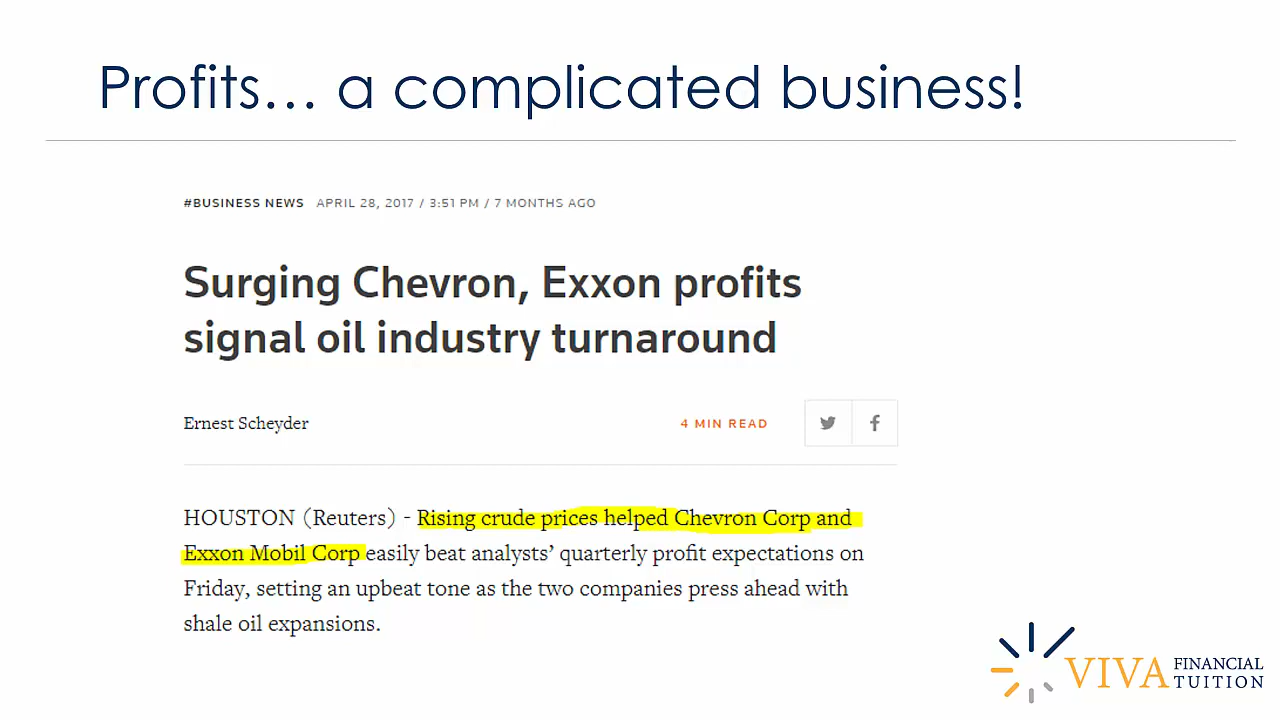 Profits... a complicated business!
#BUSINESS NEWS APRIL 28, 2017 / 3:51 PM / 7 MONTHS AGO
Surging Chevron, Exxon profits
signal oil industry turnaround
Ernest Scheyder
4 MIN READ
HOUSTON (Reuters) - Rising crude prices helped Chevron Corp and
Exxon Mobil Corp easily beat analysts’ quarterly profit expectations on
Friday, setting an upbeat tone as the two companies press ahead with
shale oil expansions.
VIVA FINANCIAL
TUITION